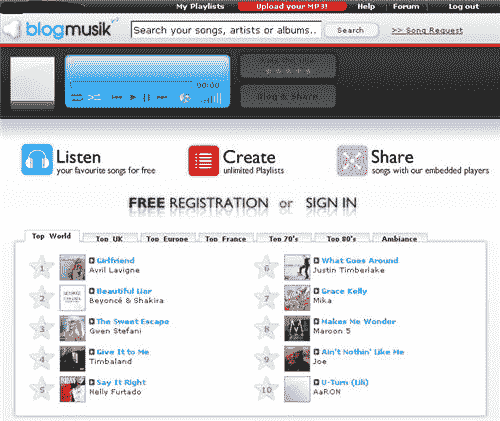 My Playlists Upload your MP3! Help Forum Log out
blogmusik
Search your songs, artists or albums.. Search >> Song Request
00:00
Blog & Share
Listen
your favourite songs for free
Create
unlimited Playlists
Share
songs with our embedded players
FREE REGISTRATION or SIGN IN
Top World Top UK Top Europe Top France Top 70's Top 80's Ambiance
1 Girlfriend
Avril Lavigne
2 Beautiful Liar
Beyoncé & Shakira
3 The Sweet Escape
Gwen Stefani
4 Give It to Me
Timbaland
5 Say It Right
Nelly Furtado
6 What Goes Around
Justin Timberlake
7 Grace Kelly
Mika
8 Makes Me Wonder
Maroon 5
9 Ain't Nothin' Like Me
Joe
10 U-Turn (Lili)
AaRON